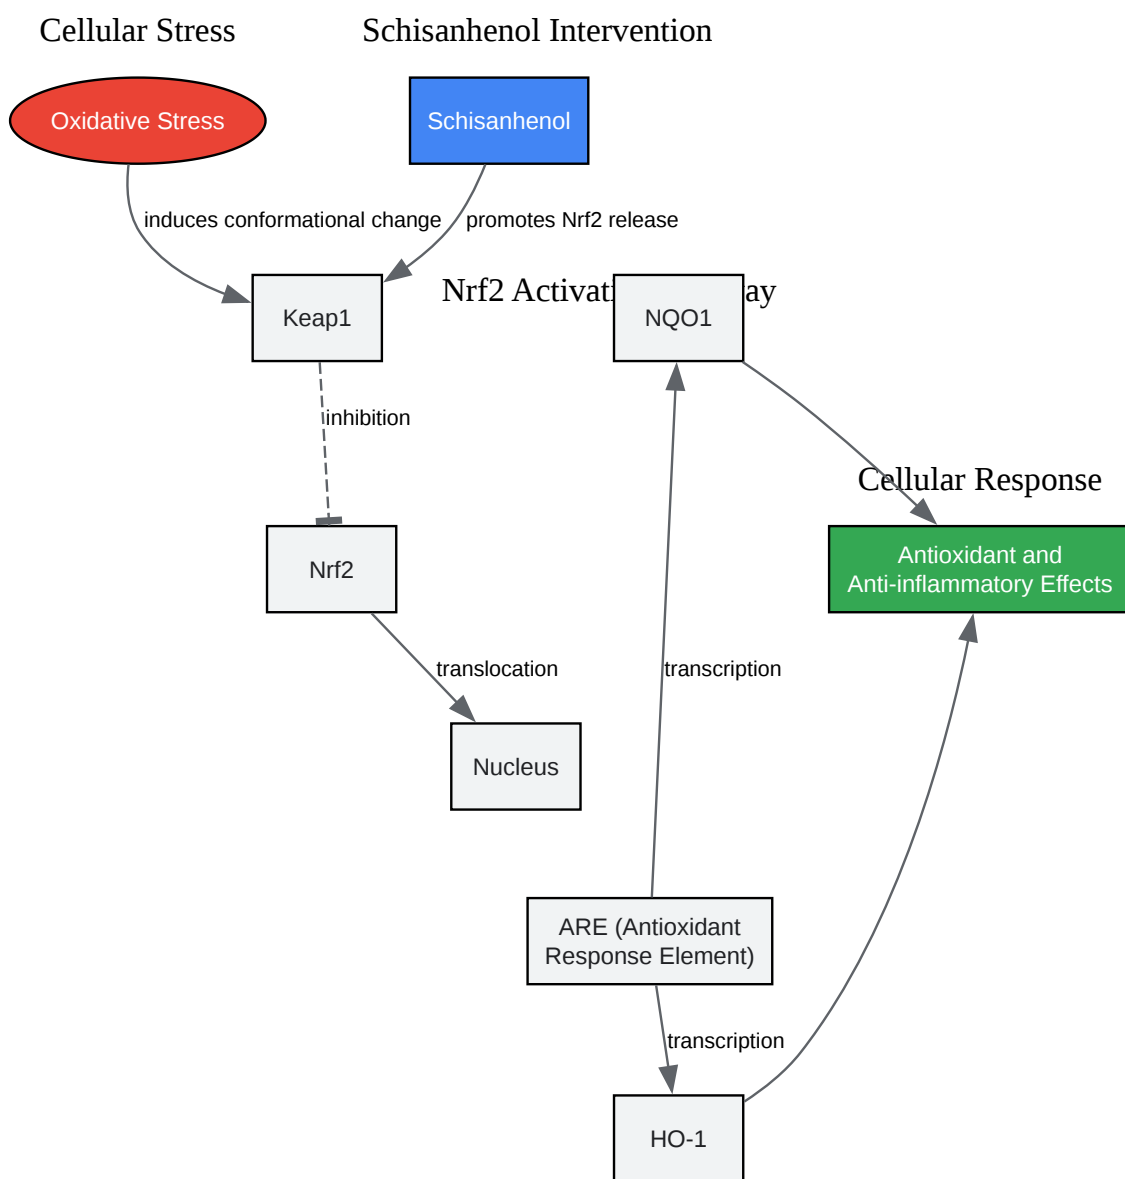 Cellular Stress
Schisanhenol Intervention
Oxidative Stress
Schisanhenol
induces conformational change
promotes Nrf2 release
Nrf2
NQO1
Keap1
inhibition
Cellular Response
Antioxidant and
Anti-inflammatory Effects
Nrf2
translocation
transcription
Nucleus
ARE (Antioxidant
Response Element)
transcription
HO-1